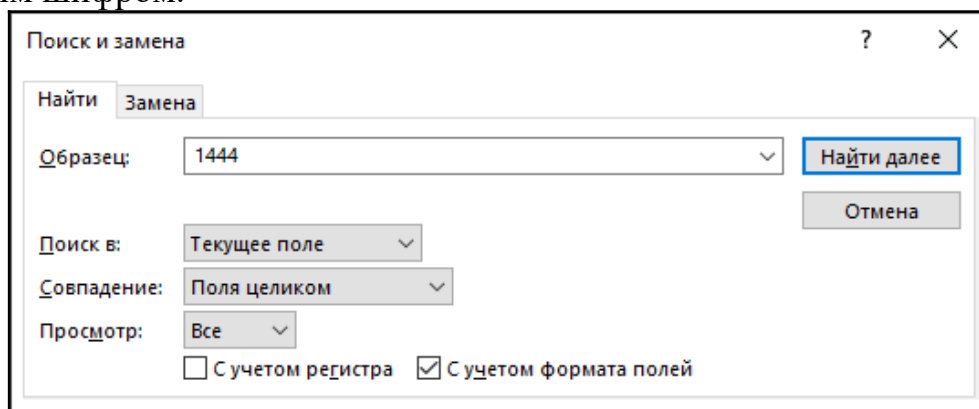 Поиск и замена ?
Найти Замена
Образец: 1444 Найти далее
Отмена
Поиск в: Текущее поле
Совпадение: Поля целиком
Просмотр: Все
С учетом регистра С учетом формата полей